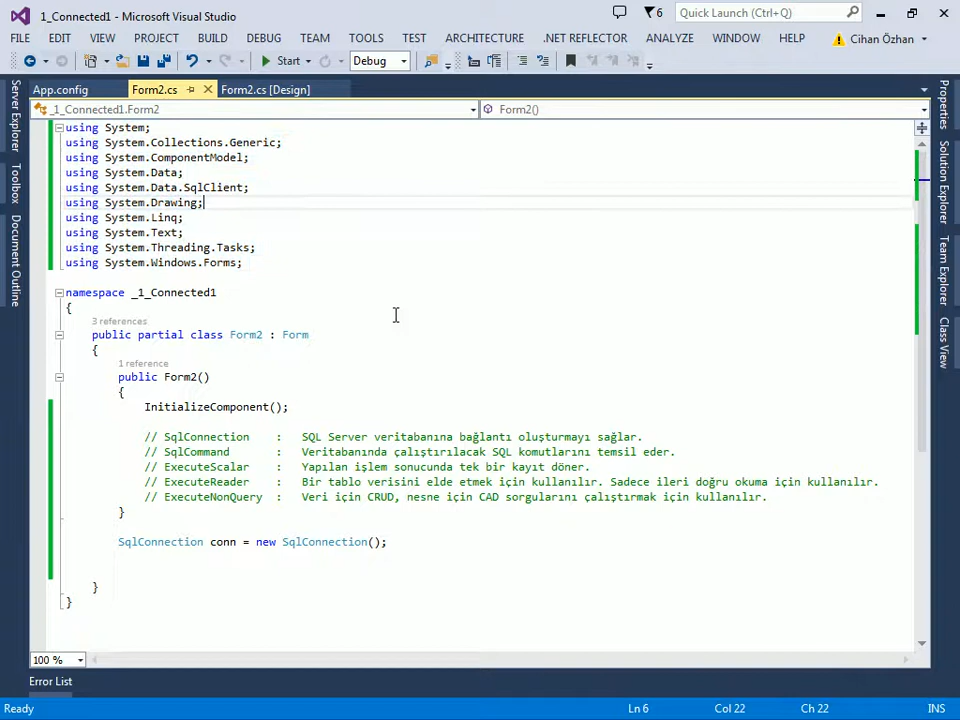 1_Connected1 - Microsoft Visual Studio
6
Quick Launch (Ctrl+Q)
FILE EDIT VIEW PROJECT BUILD DEBUG TEAM TOOLS TEST ARCHITECTURE .NET REFLECTOR ANALYZE WINDOW HELP Cihan Özhan
Start Debug
App.config Form2.cs Form2.cs [Design]
_1_Connected1.Form2 Form2()
Server Explorer
Toolbox
Document Outline
Properties
Solution Explorer
Team Explorer
Class View
using System;
using System.Collections.Generic;
using System.ComponentModel;
using System.Data;
using System.Data.SqlClient;
using System.Drawing;
using System.Linq;
using System.Text;
using System.Threading.Tasks;
using System.Windows.Forms;
namespace _1_Connected1
{
3 references
public partial class Form2 : Form
{
1 reference
public Form2()
{
InitializeComponent();
// SqlConnection : SQL Server veritabanına bağlantı oluşturmayı sağlar.
// SqlCommand : Veritabanında çalıştırılacak SQL komutlarını temsil eder.
// ExecuteScalar : Yapılan işlem sonucunda tek bir kayıt döner.
// ExecuteReader : Bir tablo verisini elde etmek için kullanılır. Sadece ileri doğru okuma için kullanılır.
// ExecuteNonQuery : Veri için CRUD, nesne için CAD sorgularını çalıştırmak için kullanılır.
}
SqlConnection conn = new SqlConnection();
}
}
100 %
Error List
Ready Ln 6 Col 22 Ch 22 INS